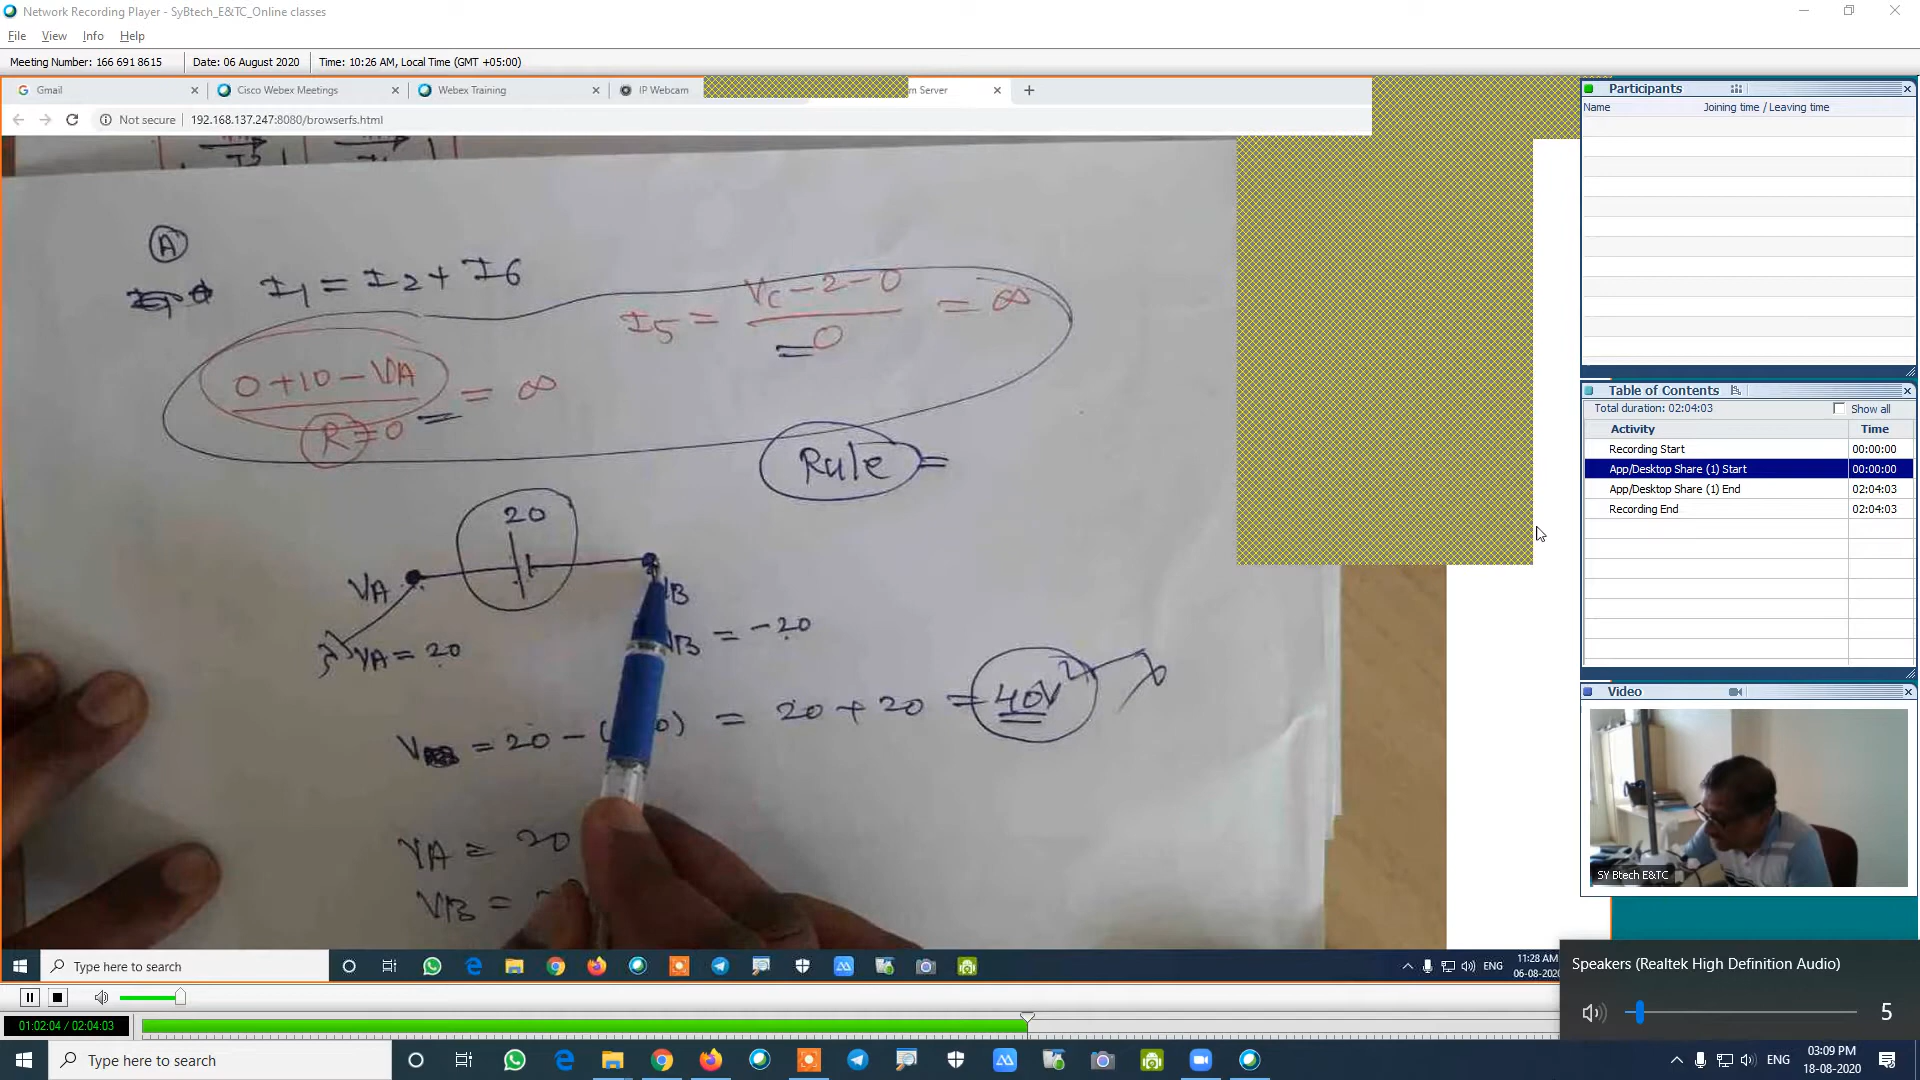 Network Recording Player - SyBtech_E&TC_Online classes
File View Info Help
Meeting Number: 166 691 8615 Date: 06 August 2020 Time: 10:26 AM, Local Time (GMT +05:00)
Gmail Cisco Webex Meetings Webex Training IP Webcam m Server
Not secure 192.168.137.247:8080/browserfs.html
A
I1 = I2 + I6
I5 = VC - 2 - 0 / 0 = ∞
0 + 10 - VA / R = 0 = ∞
Rule =
20
VA VB
VA = 20 VB = -20
V = 20 - ( 0) = 20 + 20 = 40V
VA = 20
VB =
Participants
Name Joining time / Leaving time
Table of Contents
Total duration: 02:04:03 Show all
Activity Time
Recording Start 00:00:00
App/Desktop Share (1) Start 00:00:00
App/Desktop Share (1) End 02:04:03
Recording End 02:04:03
Video
SY Btech E&TC
Type here to search ENG 11:28 AM
06-08-2020
Speakers (Realtek High Definition Audio)
5
01:02:04 / 02:04:03
Type here to search ENG 03:09 PM
18-08-2020